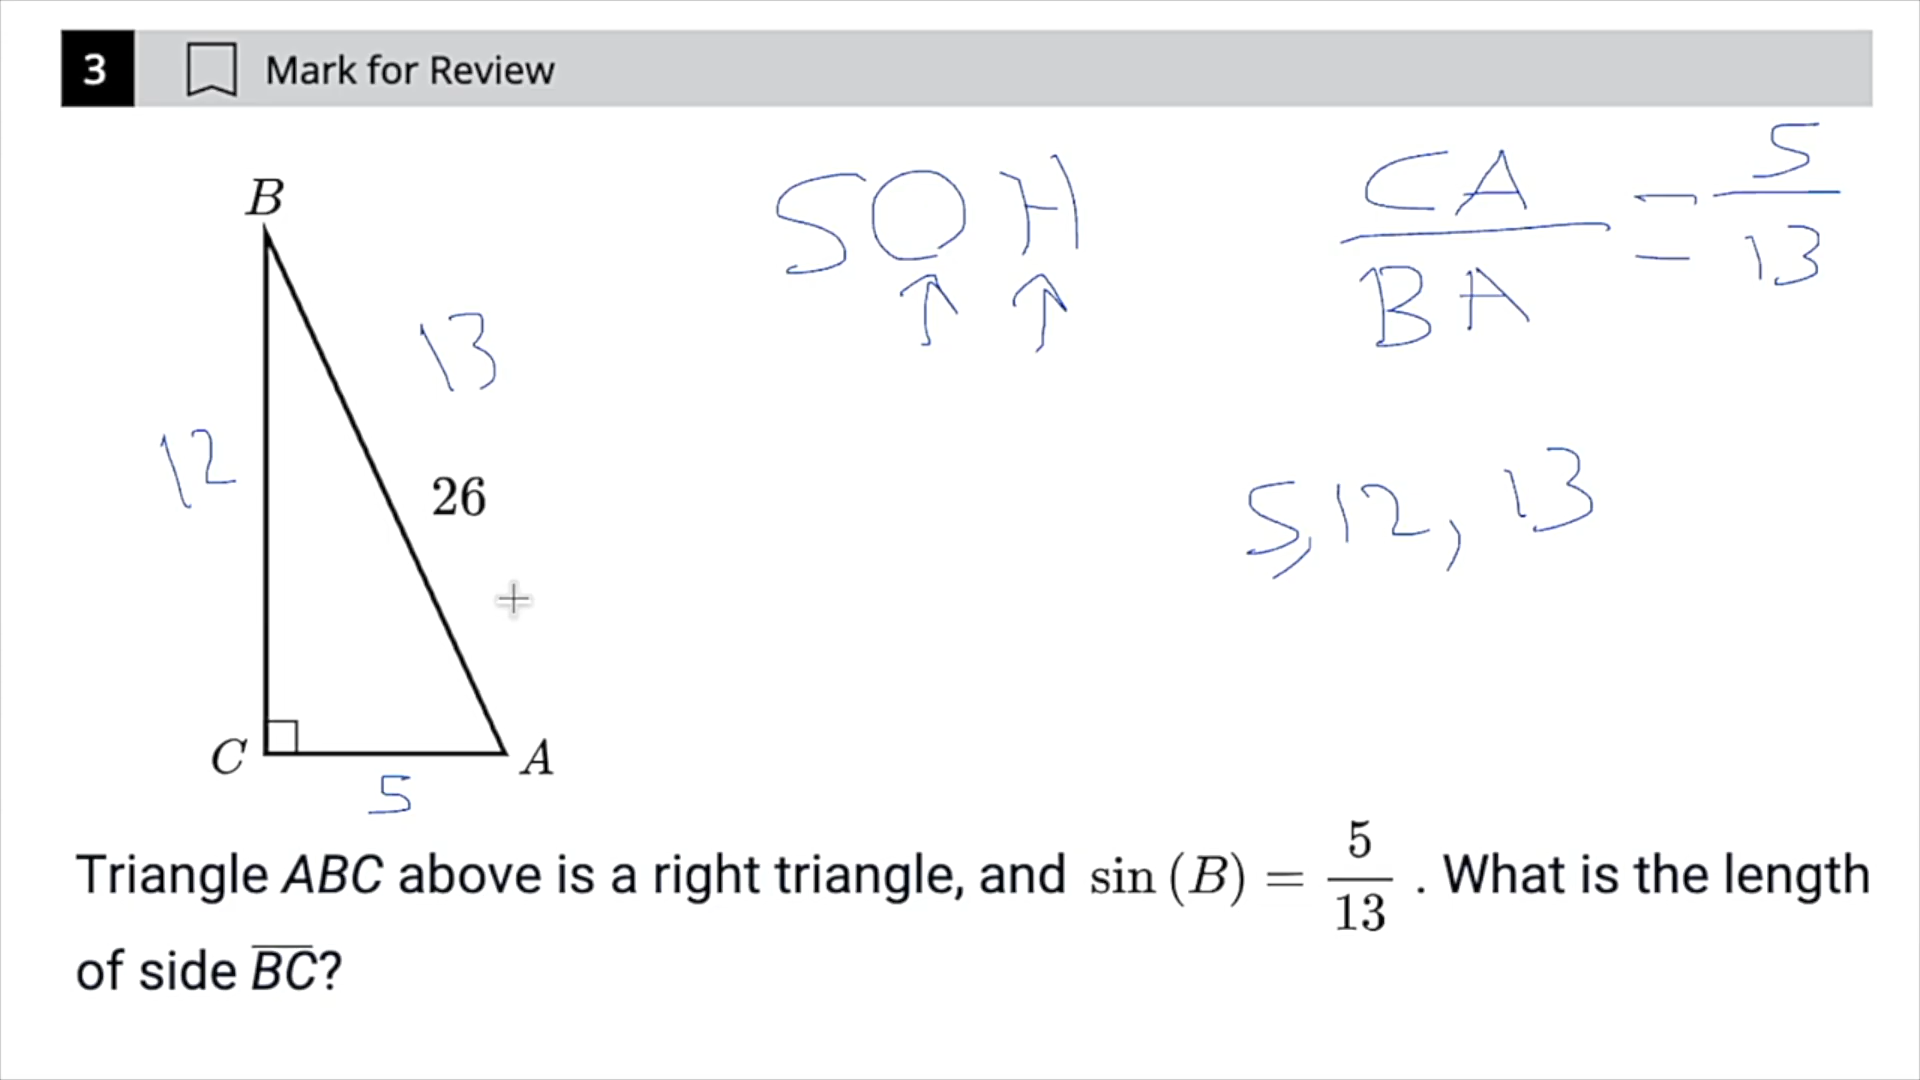 3 Mark for Review
B
SOH
CA/BA = 5/13
13
12
26
5,12, 13
C
A
5
Triangle ABC above is a right triangle, and sin (B) = 5/13 . What is the length
of side BC?